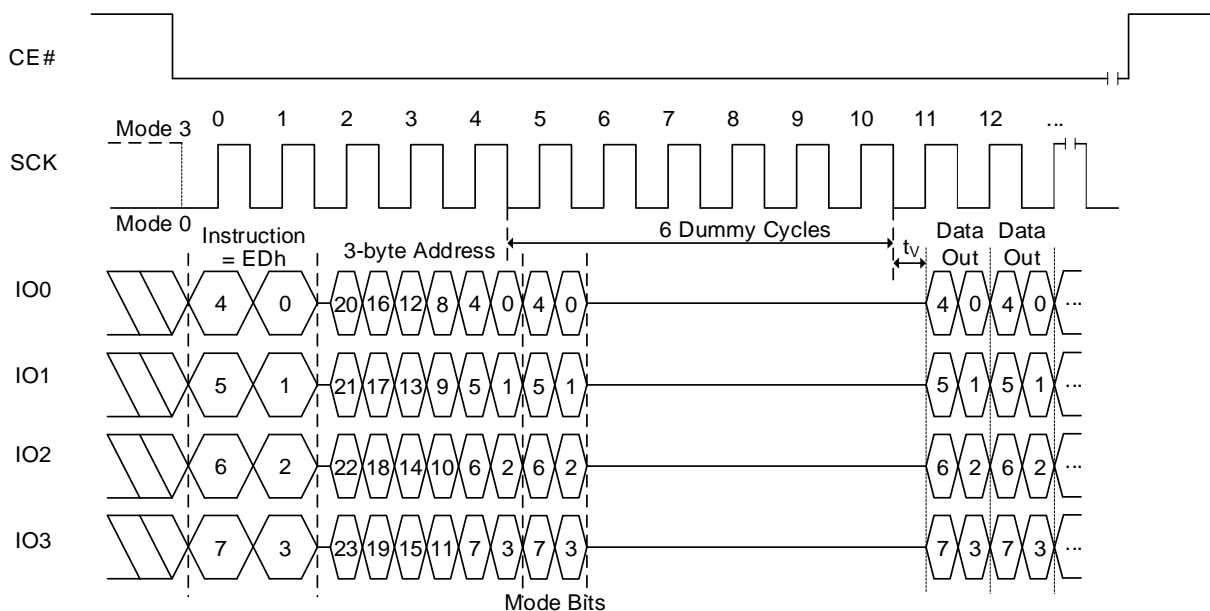 CE#
Mode 3 0 1 2 3 4 5 6 7 8 9 10 11 12 ...
SCK
Mode 0
Instruction = EDh
3-byte Address
6 Dummy Cycles
tV
Data Out
Data Out
IO0 4 0 20 16 12 8 4 0 4 0 4 0 4 0 ...
IO1 5 1 21 17 13 9 5 1 5 1 5 1 5 1 ...
IO2 6 2 22 18 14 10 6 2 6 2 6 2 6 2 ...
IO3 7 3 23 19 15 11 7 3 7 3 7 3 7 3 ...
Mode Bits